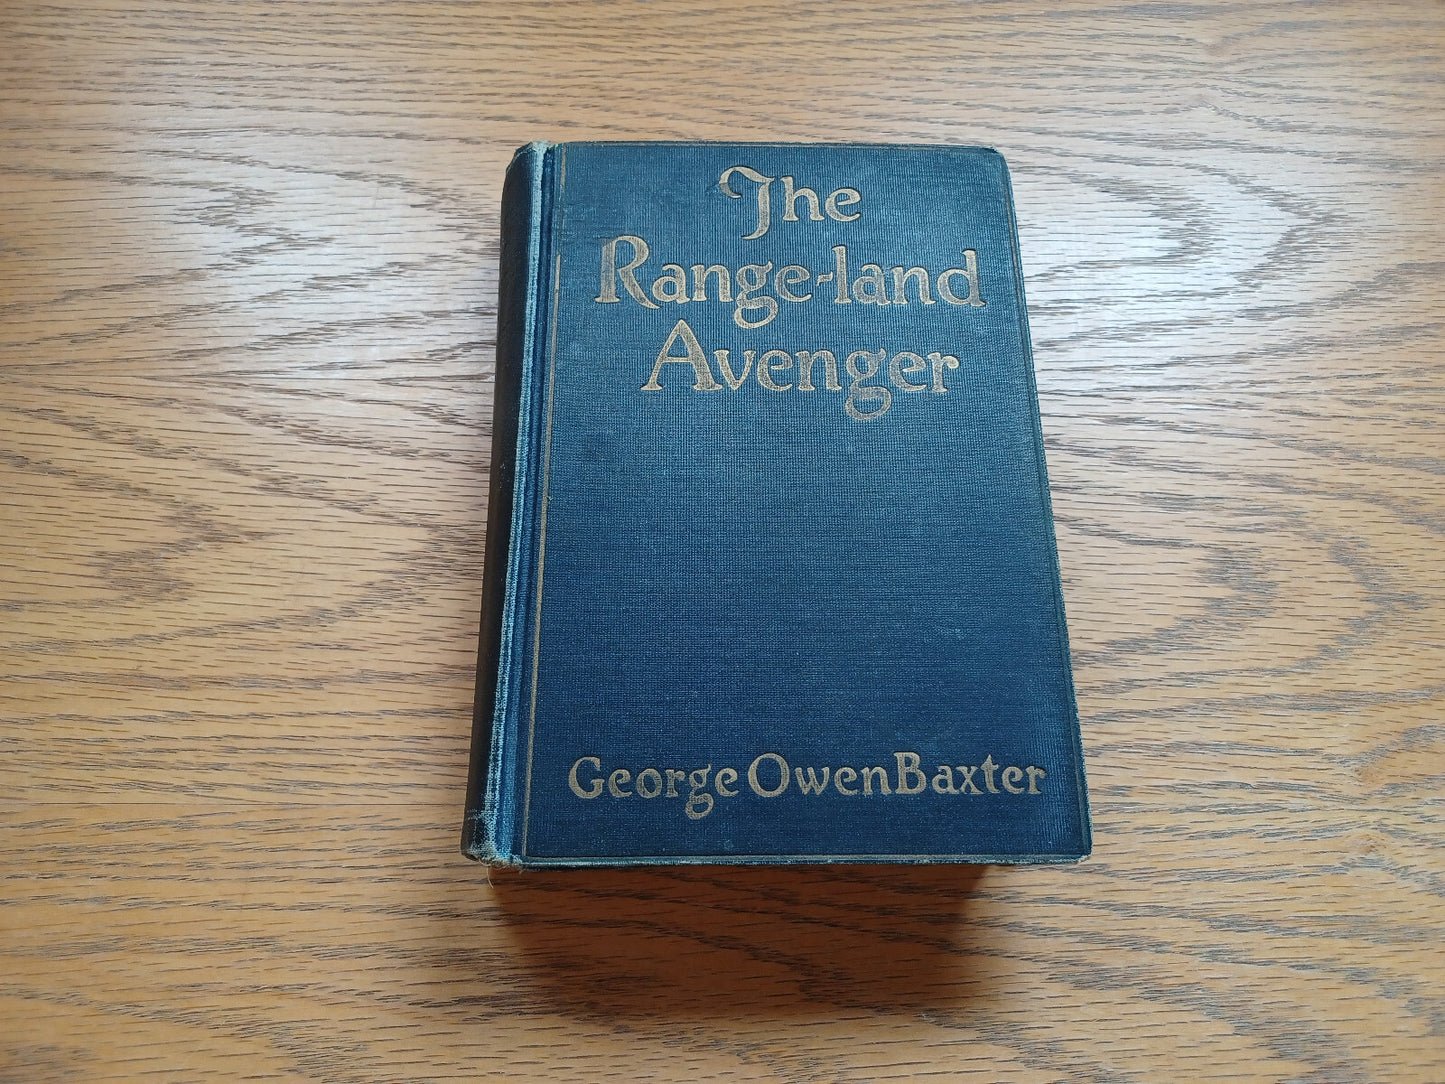 The
Range-land
Avenger
George Owen Baxter